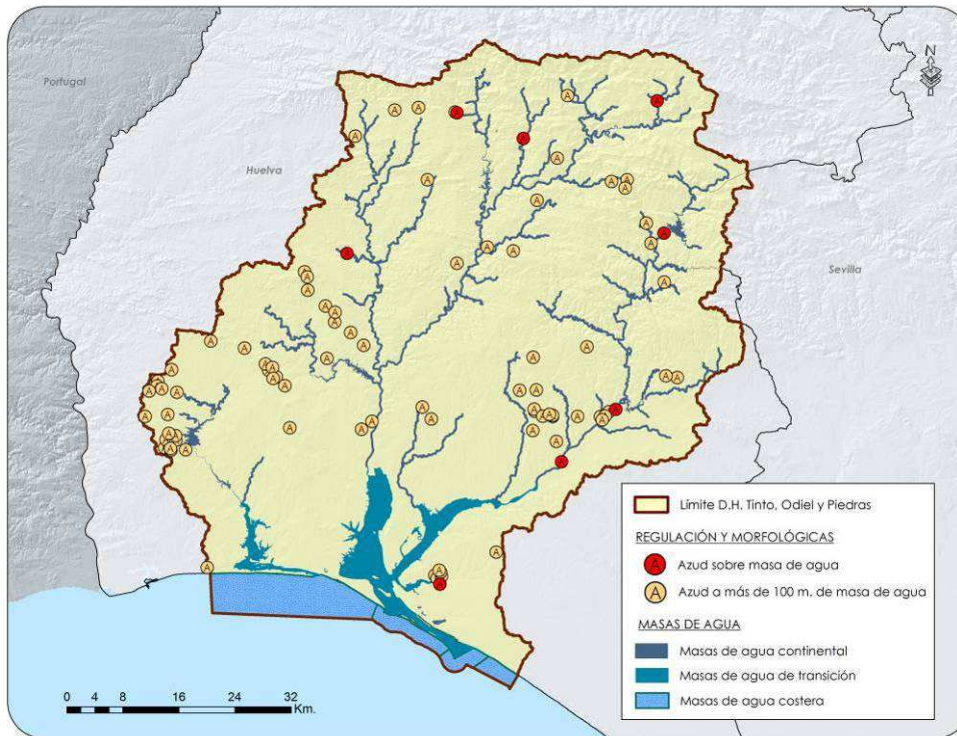 Portugal
Huelva
Sevilla
N
Límite D.H. Tinto, Odiel y Piedras
REGULACIÓN Y MORFOLÓGICAS
A Azud sobre masa de agua
A Azud a más de 100 m. de masa de agua
MASAS DE AGUA
Masas de agua continental
Masas de agua de transición
Masas de agua costera
0 4 8 16 24 32
Km.